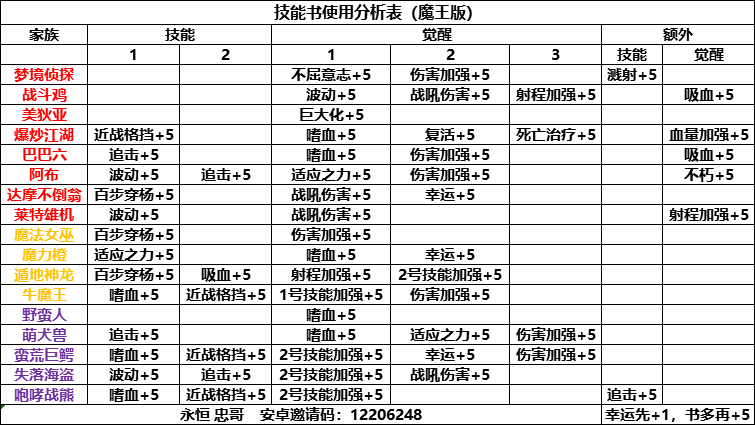 技能书使用分析表（魔王版）
家族 技能 觉醒 额外
1 2 1 2 3 技能 觉醒
梦境侦探 不屈意志+5 伤害加强+5 溅射+5
战斗鸡 波动+5 战吼伤害+5 射程加强+5 吸血+5
美狄亚 巨大化+5
爆炒江湖 近战格挡+5 嗜血+5 复活+5 死亡治疗+5 血量加强+5
巴巴六 追击+5 嗜血+5 伤害加强+5 吸血+5
阿布 波动+5 追击+5 适应之力+5 伤害加强+5 不朽+5
达摩不倒翁 百步穿杨+5 战吼伤害+5 幸运+5
莱特雄机 波动+5 战吼伤害+5 射程加强+5
魔法女巫 百步穿杨+5 伤害加强+5
魔力橙 适应之力+5 嗜血+5 幸运+5
遁地神龙 百步穿杨+5 吸血+5 射程加强+5 2号技能加强+5
牛魔王 嗜血+5 近战格挡+5 1号技能加强+5 伤害加强+5
野蛮人 嗜血+5
萌犬兽 追击+5 嗜血+5 适应之力+5 伤害加强+5
蛮荒巨鳄 嗜血+5 近战格挡+5 2号技能加强+5 幸运+5 伤害加强+5
失落海盗 波动+5 追击+5 2号技能加强+5 战吼伤害+5
咆哮战熊 嗜血+5 近战格挡+5 2号技能加强+5 追击+5
永恒 忠哥 安卓邀请码：12206248 幸运先+1，书多再+5